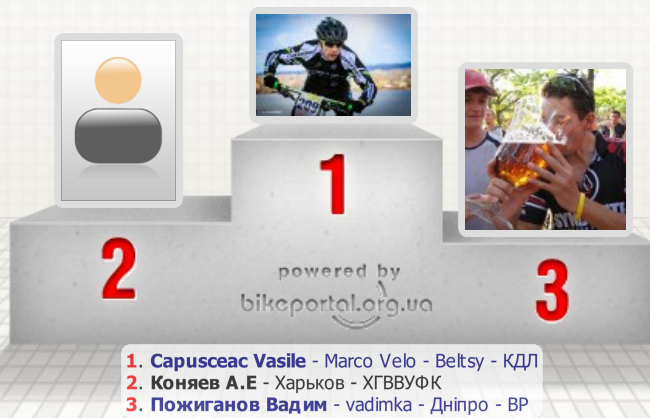 1
2
3
209
powered by
bikeportal.org.ua
1. Capusceac Vasile - Marco Velo - Beltsy - КДЛ
2. Коняев А.Е - Харьков - ХГВВУФК
3. Пожиганов Вадим - vadimka - Дніпро - ВР